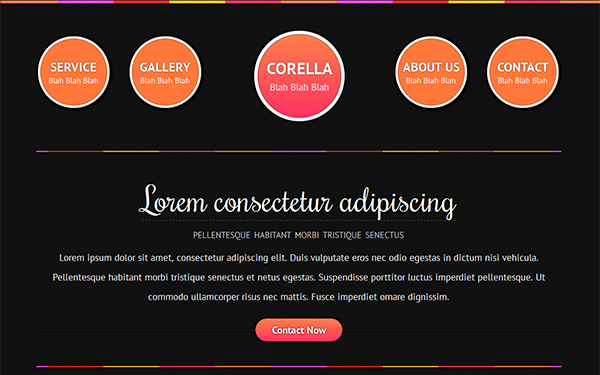 SERVICE
Blah Blah Blah
GALLERY
Blah Blah Blah
CORELLA
Blah Blah Blah
ABOUT US
Blah Blah Blah
CONTACT
Blah Blah Blah
Lorem consectetur adipiscing
PELLENTESQUE HABITANT MORBI TRISTIQUE SENECTUS
Lorem ipsum dolor sit amet, consectetur adipiscing elit. Duis vulputate eros nec odio egestas in dictum nisi vehicula.
Pellentesque habitant morbi tristique senectus et netus egestas. Suspendisse porttitor luctus imperdiet pellentesque. Ut
commodo ullamcorper risus nec mattis. Fusce imperdiet ornare dignissim.
Contact Now